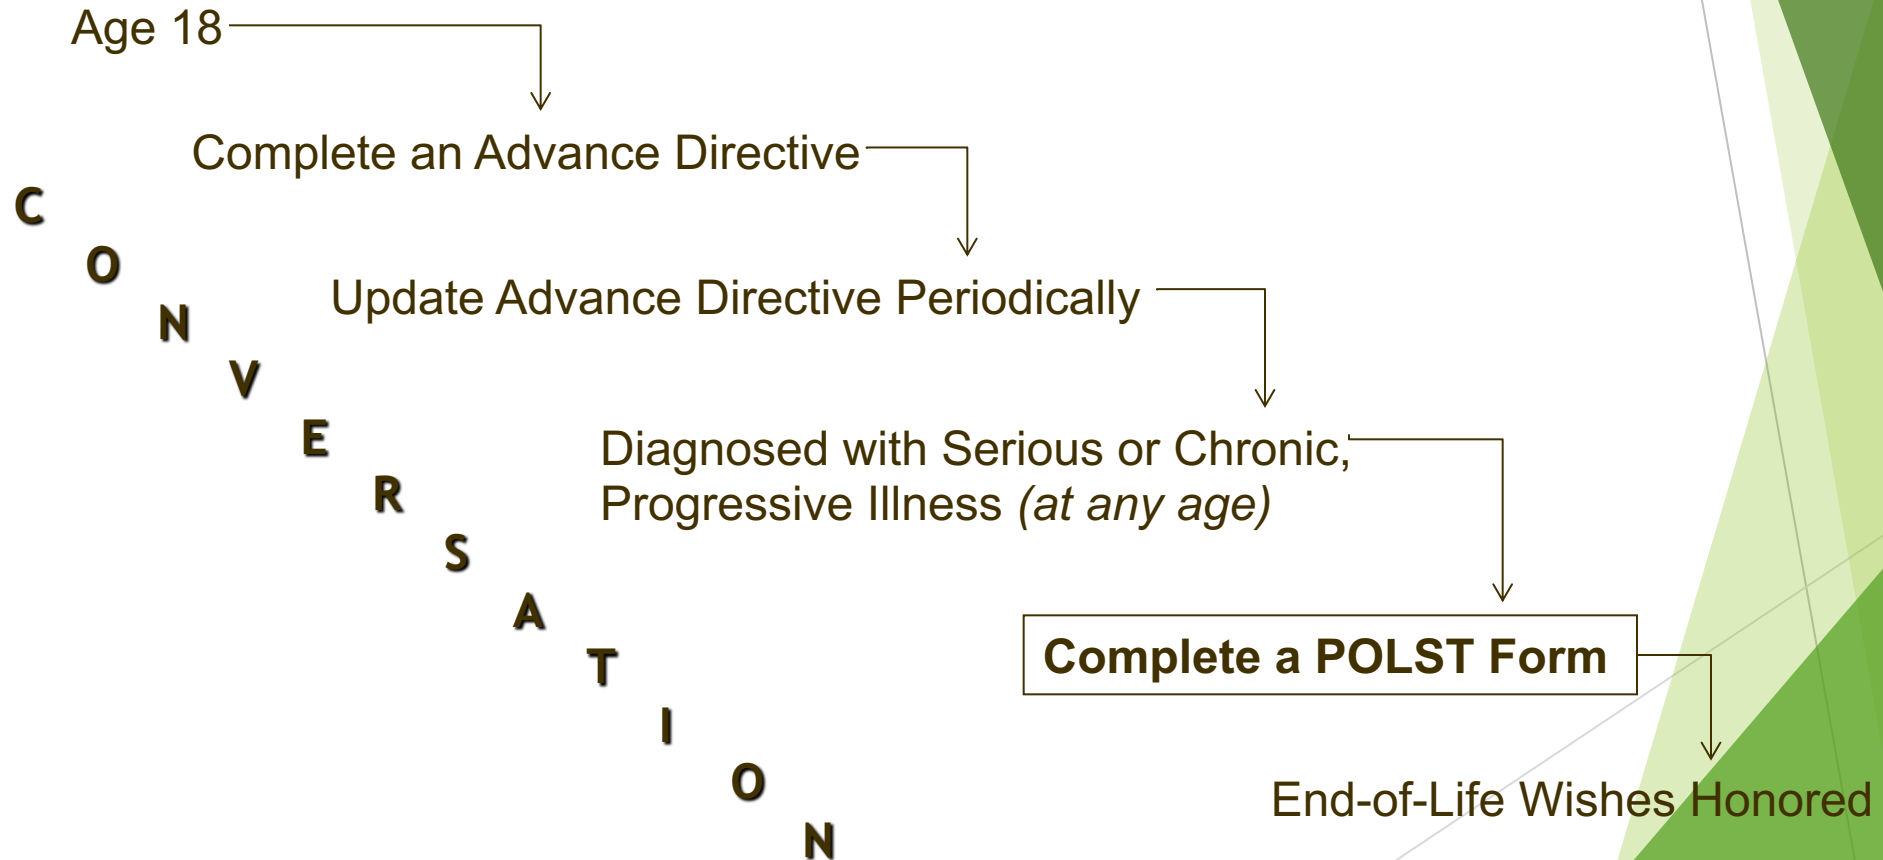 Age 18
Complete an Advance Directive
Update Advance Directive Periodically
Diagnosed with Serious or Chronic,
Progressive Illness (at any age)
Complete a POLST Form
End-of-Life Wishes Honored
CONVERSATION